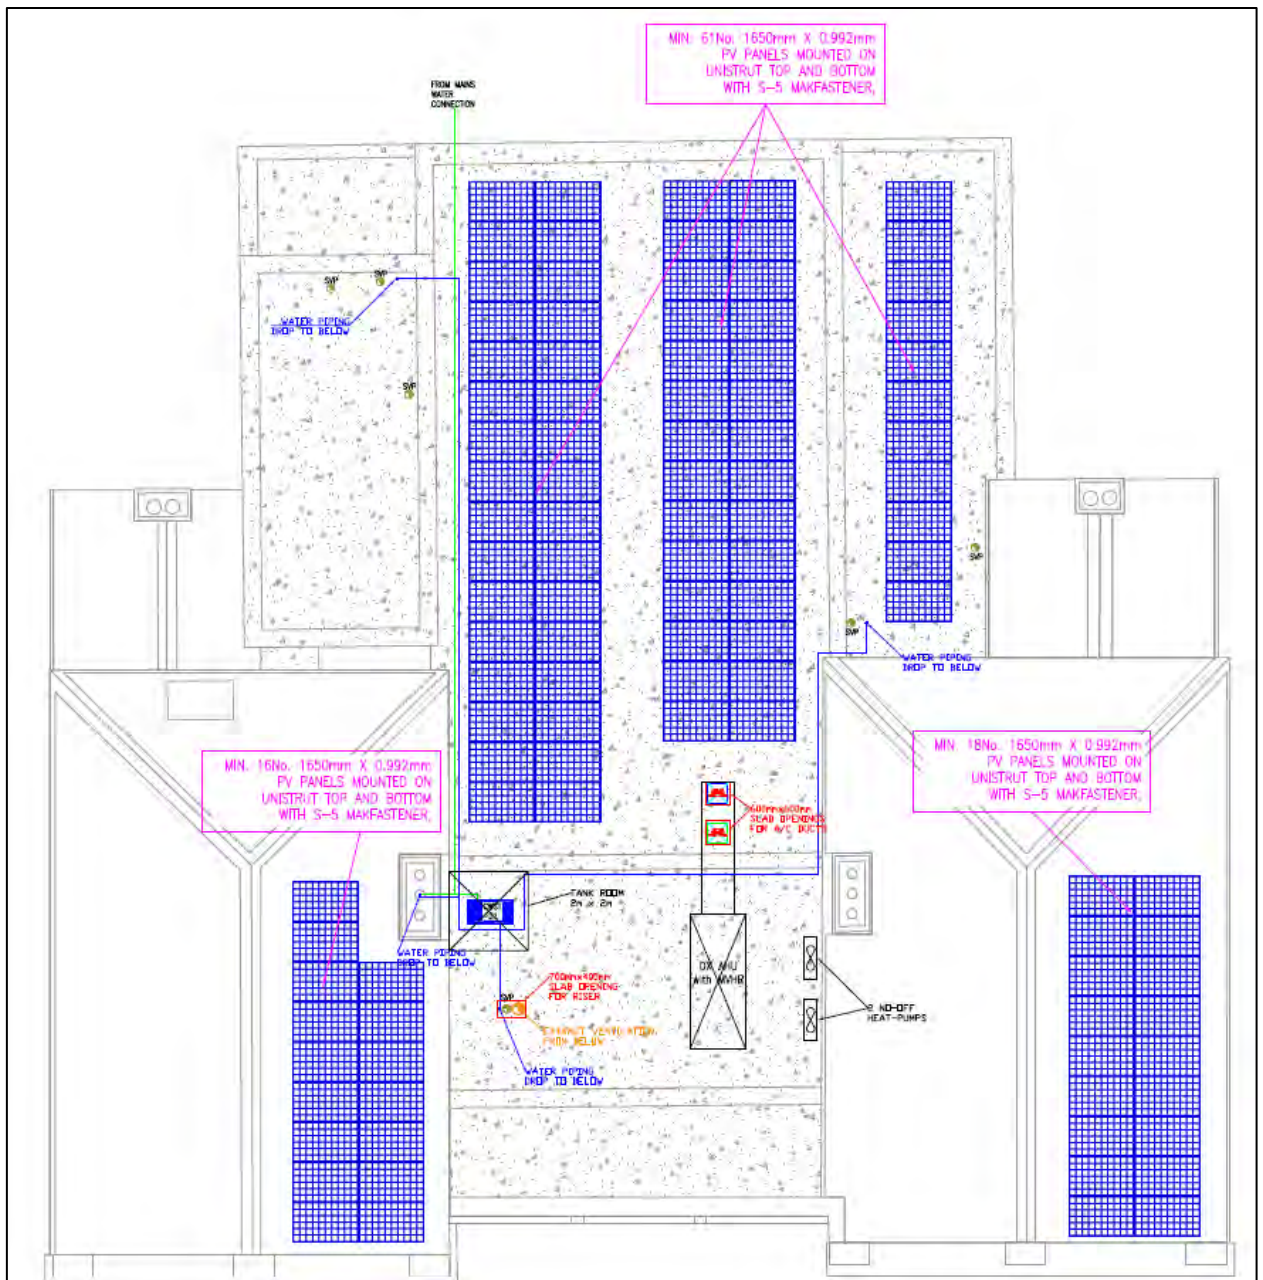 MIN. 61No. 1650mm X 0.992mm
PV PANELS MOUNTED ON
UNISTRUT TOP AND BOTTOM
WITH S-5 MAKFASTENER,
FROM MAINS
WATER
CONNECTION
SVP
SVP
WATER PIPING
DROP TO BELOW
SVP
SVP
SVP
WATER PIPING
DROP TO BELOW
MIN. 16No. 1650mm X 0.992mm
PV PANELS MOUNTED ON
UNISTRUT TOP AND BOTTOM
WITH S-5 MAKFASTENER,
MIN. 18No. 1650mm X 0.992mm
PV PANELS MOUNTED ON
UNISTRUT TOP AND BOTTOM
WITH S-5 MAKFASTENER,
600mmx600mm
SLAB OPENINGS
FOR A/C DUCTS
TANK ROOM
2m x 2m
WATER PIPING
DROP TO BELOW
DX AHU
with MVHR
700mmx400mm
SLAB OPENING
FOR RISER
SVP
2 NO-OFF
HEAT-PUMPS
EXHAUST VENTILATION
FROM BELOW
WATER PIPING
DROP TO BELOW